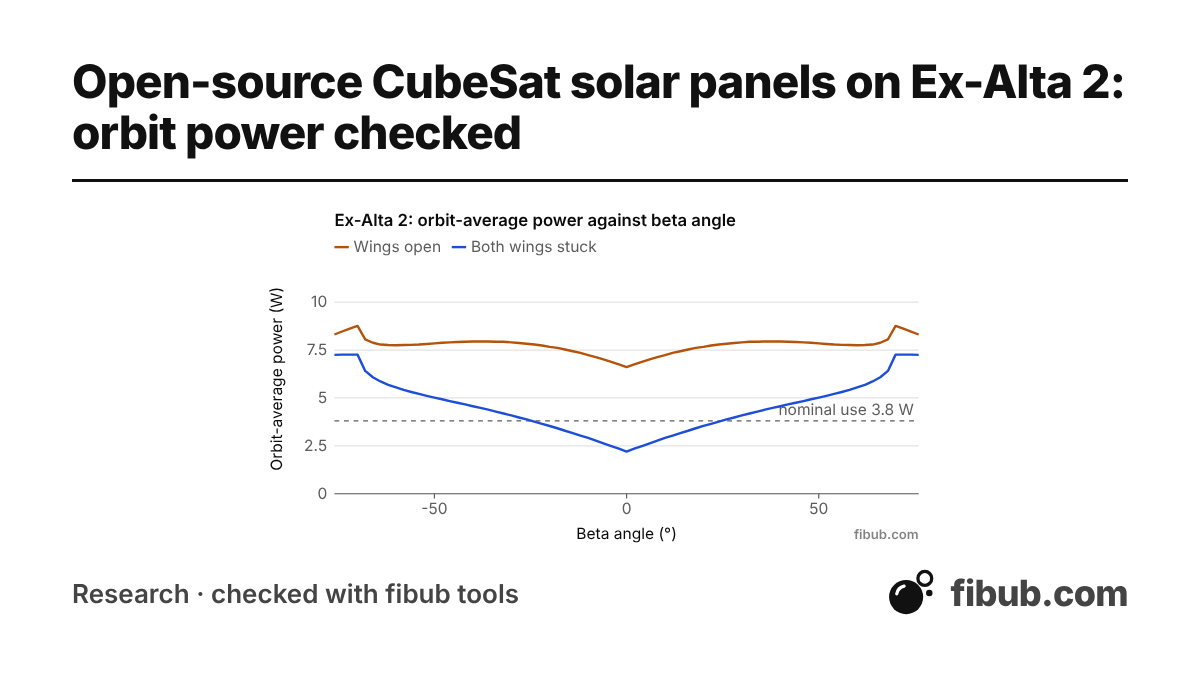 Open-source CubeSat solar panels on Ex-Alta 2:
orbit power checked
Ex-Alta 2: orbit-average power against beta angle
Wings open
Both wings stuck
Orbit-average power (W)
10
7.5
5
2.5
0
nominal use 3.8 W
-50
0
50
Beta angle (°)
fibub.com
Research · checked with fibub tools
fibub.com